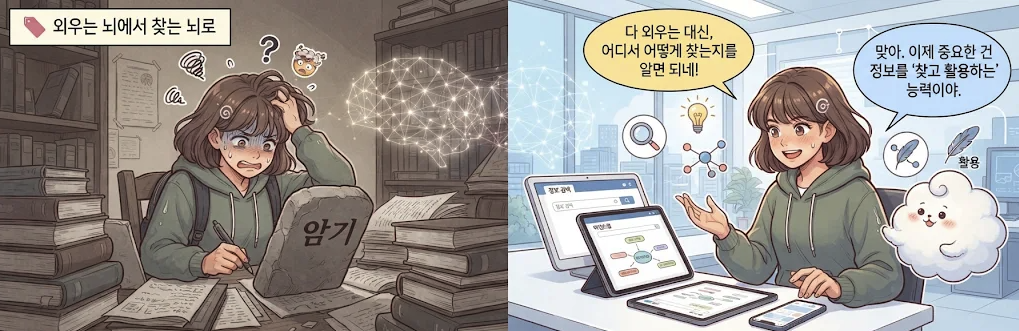 외우는 뇌에서 찾는 뇌로
?
암기
다 외우는 대신,
어디서 어떻게 찾는지를
알면 되네!
맞아. 이제 중요한 건
정보를 '찾고 활용하는'
능력이야.
활용
정보 검색